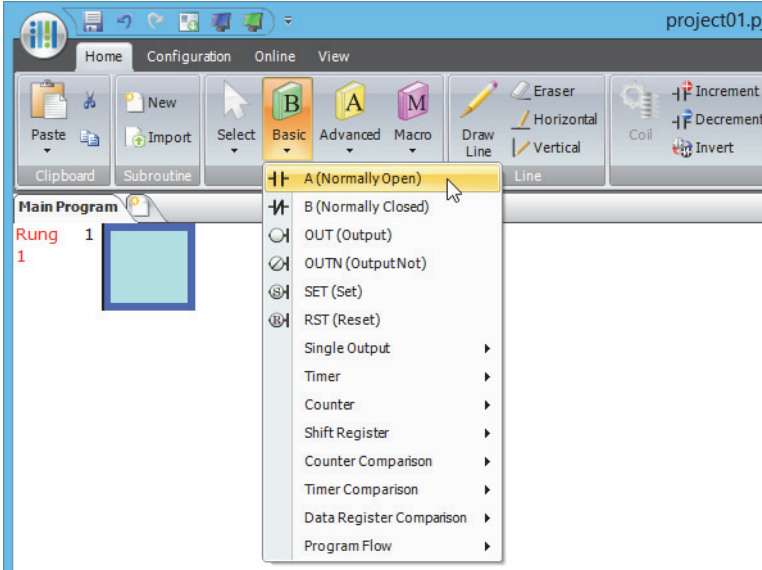 project01.pj
Home Configuration Online View
Paste
New
Import
Select
Basic
B
Advanced
A
Macro
M
Draw
Line
Eraser
Horizontal
Vertical
Coil
Increment
Decrement
Invert
Clipboard
Subroutine
Line
A (Normally Open)
B (Normally Closed)
OUT (Output)
OUTN (Output Not)
S SET (Set)
R RST (Reset)
Single Output
Timer
Counter
Shift Register
Counter Comparison
Timer Comparison
Data Register Comparison
Program Flow
Main Program
Rung 1
1